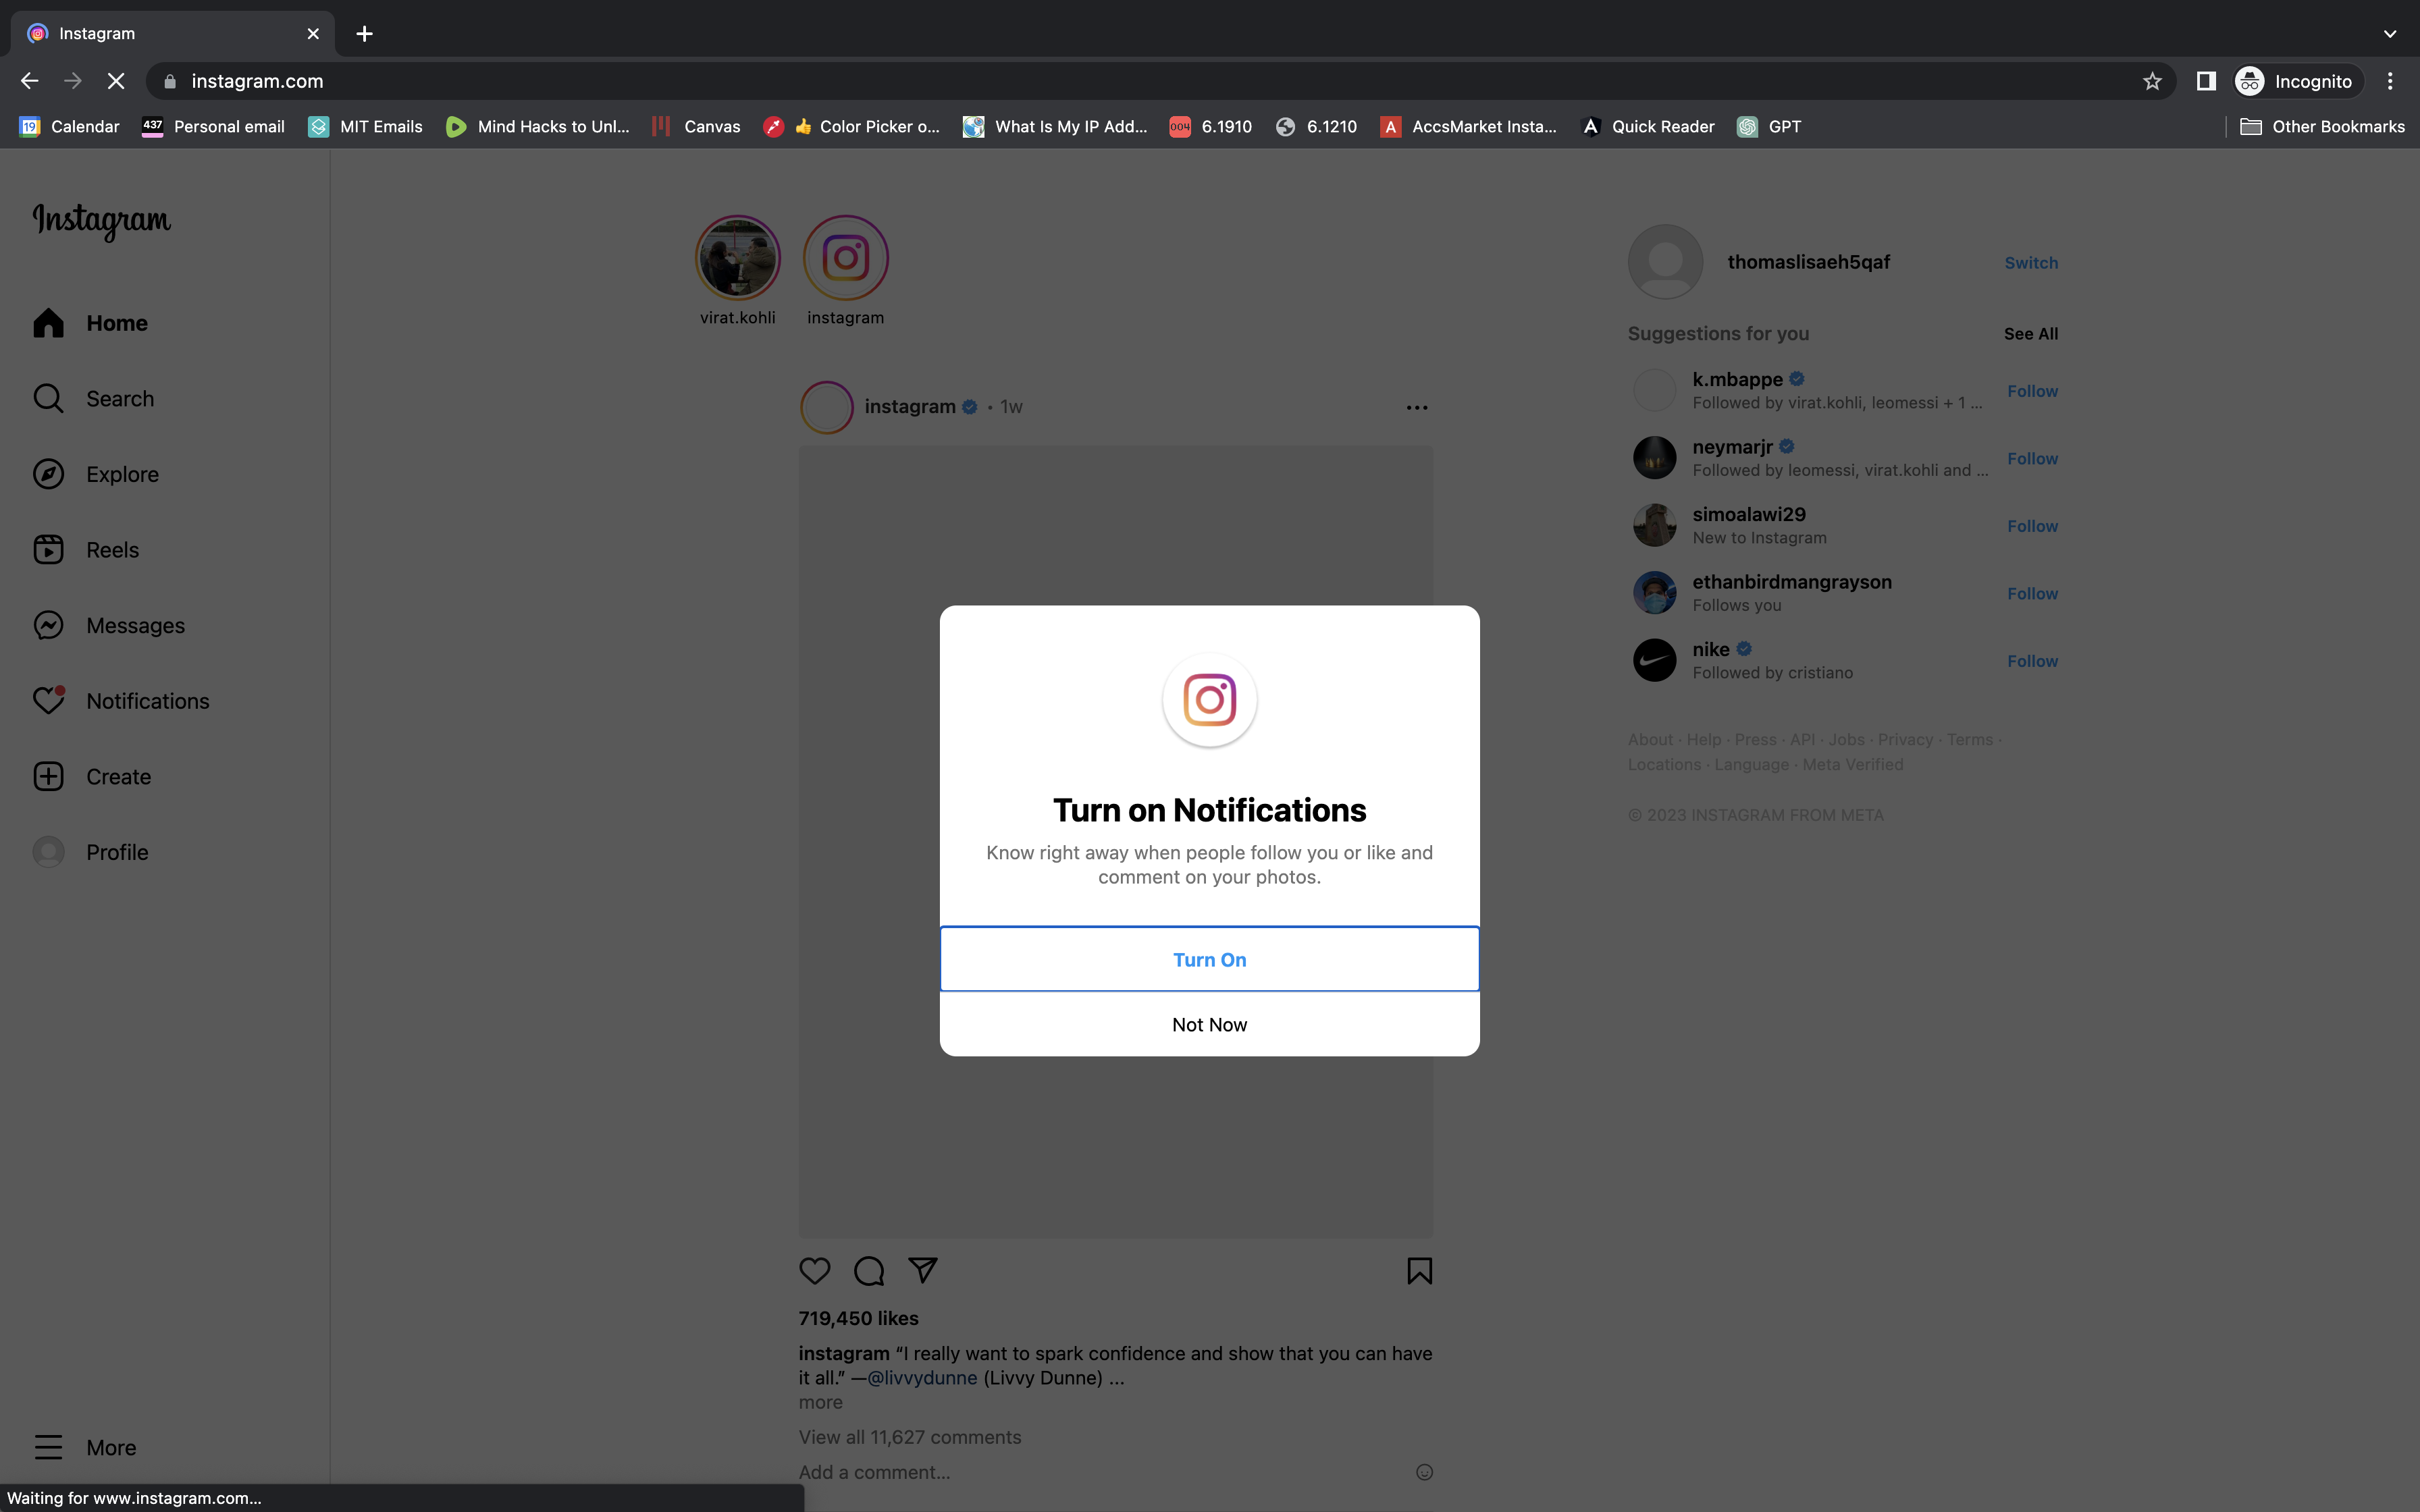 Instagram
instagram.com
Incognito
19 Calendar
437 Personal email
MIT Emails
Mind Hacks to Unl...
Canvas
👍 Color Picker o...
What Is My IP Add...
004 6.1910
6.1210
A AccsMarket Insta...
Quick Reader
GPT
Other Bookmarks
Instagram
Home
Search
Explore
Reels
Messages
Notifications
Create
Profile
More
virat.kohli
instagram
instagram • 1w
Turn on Notifications
Know right away when people follow you or like and
comment on your photos.
Turn On
Not Now
719,450 likes
instagram “I really want to spark confidence and show that you can have
it all.” —@livvydunne (Livvy Dunne) ...
more
View all 11,627 comments
Add a comment...
thomaslisaeh5qaf
Switch
Suggestions for you
See All
k.mbappe
Followed by virat.kohli, leomessi + 1 ...
Follow
neymarjr
Followed by leomessi, virat.kohli and ...
Follow
simoalawi29
New to Instagram
Follow
ethanbirdmangrayson
Follows you
Follow
nike
Followed by cristiano
Follow
About · Help · Press · API · Jobs · Privacy · Terms ·
Locations · Language · Meta Verified
© 2023 INSTAGRAM FROM META
Waiting for www.instagram.com...